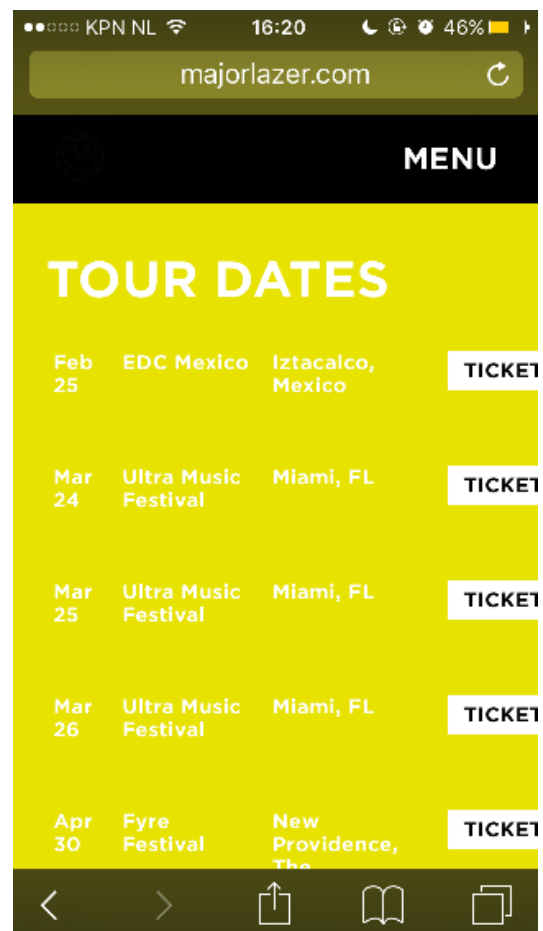 KPN NL 16:20 46%
majorlazer.com
MENU
TOUR DATES
Feb 25 EDC Mexico Iztacalco, Mexico TICKET
Mar 24 Ultra Music Festival Miami, FL TICKET
Mar 25 Ultra Music Festival Miami, FL TICKET
Mar 26 Ultra Music Festival Miami, FL TICKET
Apr 30 Fyre Festival New Providence, The TICKET